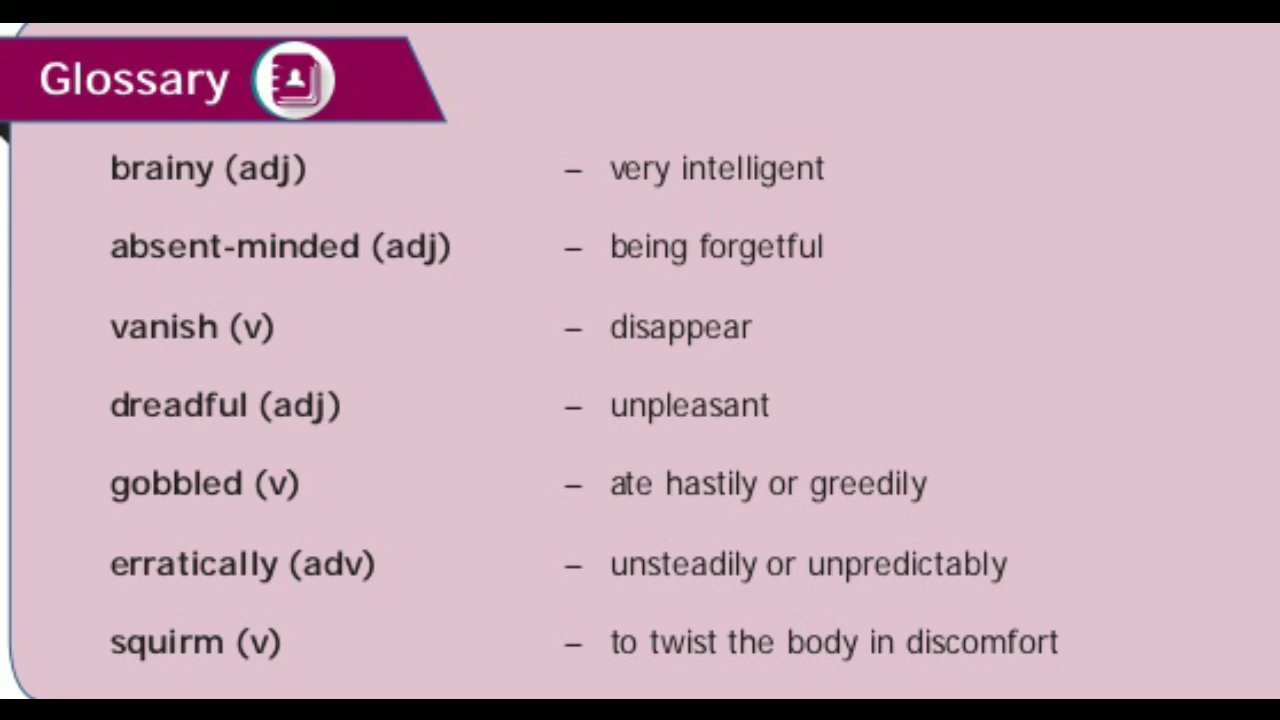 Glossary
brainy (adj) – very intelligent
absent-minded (adj) – being forgetful
vanish (v) – disappear
dreadful (adj) – unpleasant
gobbled (v) – ate hastily or greedily
erratically (adv) – unsteadily or unpredictably
squirm (v) – to twist the body in discomfort